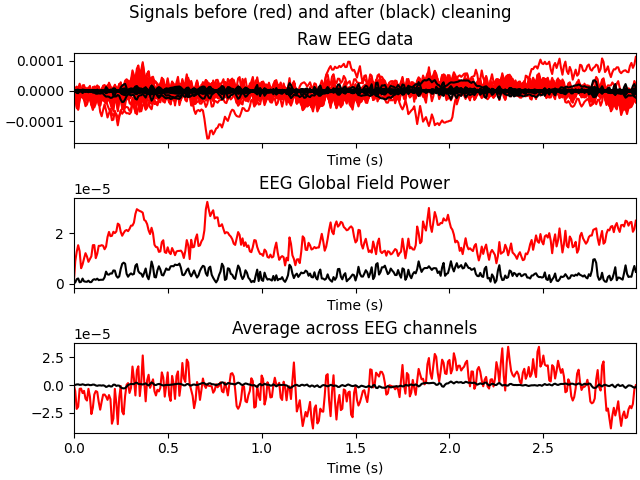 Signals before (red) and after (black) cleaning
Raw EEG data
0.0001
0.0000
−0.0001
Time (s)
EEG Global Field Power
1e−5
2
0
Time (s)
Average across EEG channels
1e−5
2.5
0.0
−2.5
0.0 0.5 1.0 1.5 2.0 2.5
Time (s)